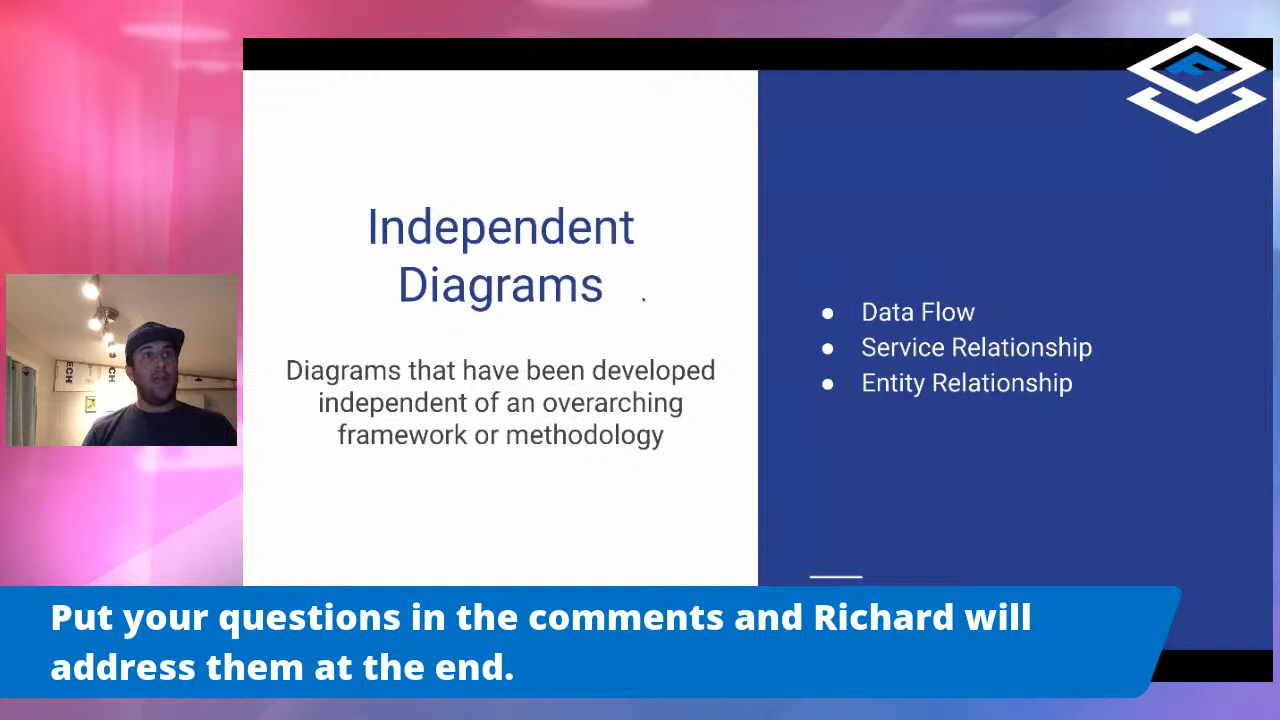 Independent
Diagrams
Diagrams that have been developed
independent of an overarching
framework or methodology
● Data Flow
● Service Relationship
● Entity Relationship
Put your questions in the comments and Richard will
address them at the end.